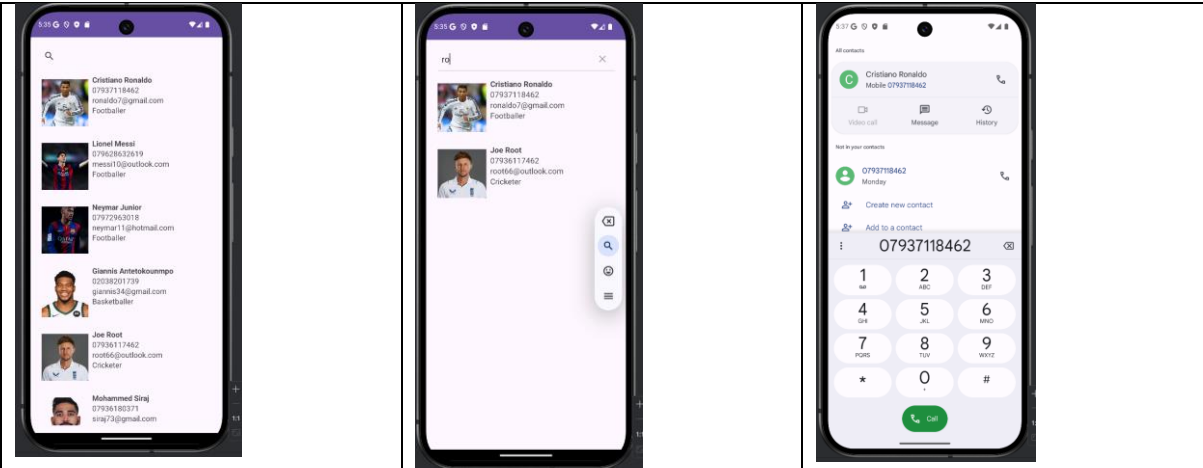 5:35
Cristiano Ronaldo
07937118462
ronaldo7@gmail.com
Footballer
Lionel Messi
079628632619
messi10@outlook.com
Footballer
Neymar Junior
07972963018
neymar11@hotmail.com
Footballer
Giannis Antetokounmpo
02038201739
giannis34@gmail.com
Basketballer
Joe Root
07936117462
root66@outlook.com
Cricketer
Mohammed Siraj
07936180371
siraj73@gmail.com
1:1
5:35
ro
Cristiano Ronaldo
07937118462
ronaldo7@gmail.com
Footballer
Joe Root
07936117462
root66@outlook.com
Cricketer
5:37
All contacts
C
Cristiano Ronaldo
Mobile 07937118462
Video call Message History
Not in your contacts
07937118462
Monday
Create new contact
Add to a contact
07937118462
1 2 3
ABC DEF
4 5 6
GHI JKL MNO
7 8 9
PQRS TUV WXYZ
* 0 #
Call